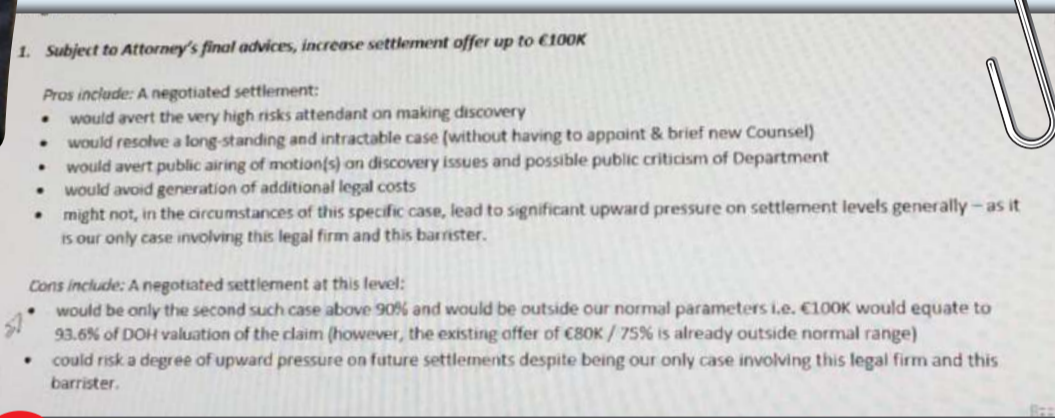 1. Subject to Attorney's final advices, increase settlement offer up to €100K
Pros include: A negotiated settlement:
• would avert the very high risks attendant on making discovery
• would resolve a long-standing and intractable case (without having to appoint & brief new Counsel)
• would avert public airing of motion(s) on discovery issues and possible public criticism of Department
• would avoid generation of additional legal costs
• might not, in the circumstances of this specific case, lead to significant upward pressure on settlement levels generally – as it
is our only case involving this legal firm and this barrister.
Cons include: A negotiated settlement at this level:
• would be only the second such case above 90% and would be outside our normal parameters i.e. €100K would equate to
93.6% of DOH valuation of the claim (however, the existing offer of €80K / 75% is already outside normal range)
• could risk a degree of upward pressure on future settlements despite being our only case involving this legal firm and this
barrister.